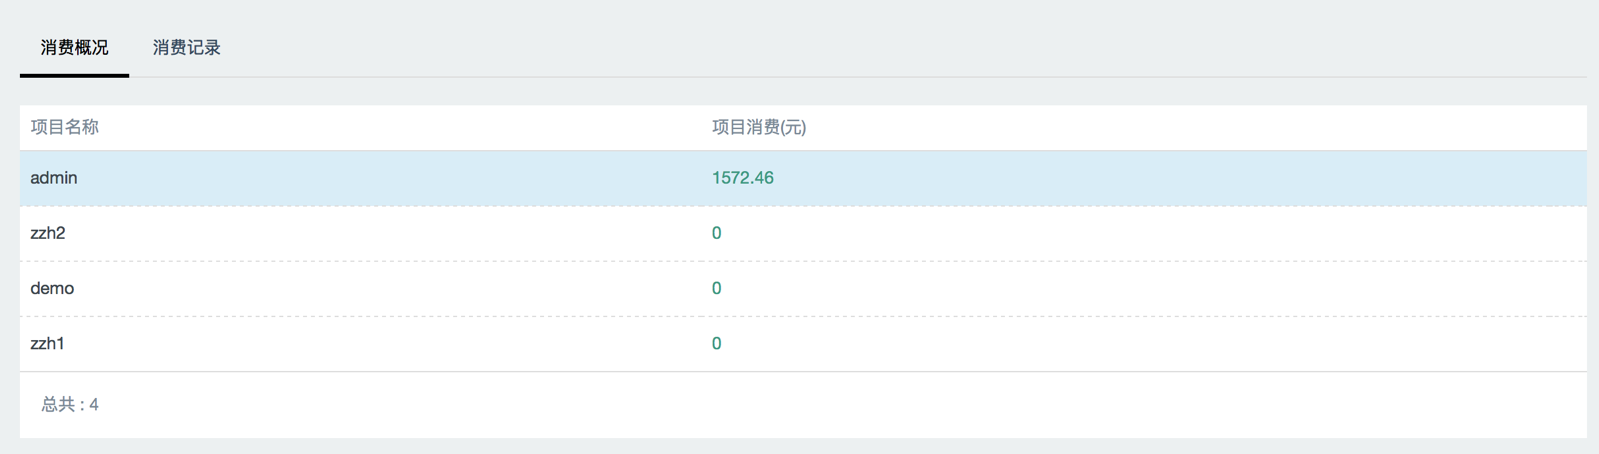 消费概况 消费记录
项目名称 项目消费(元)
admin 1572.46
zzh2 0
demo 0
zzh1 0
总共 : 4